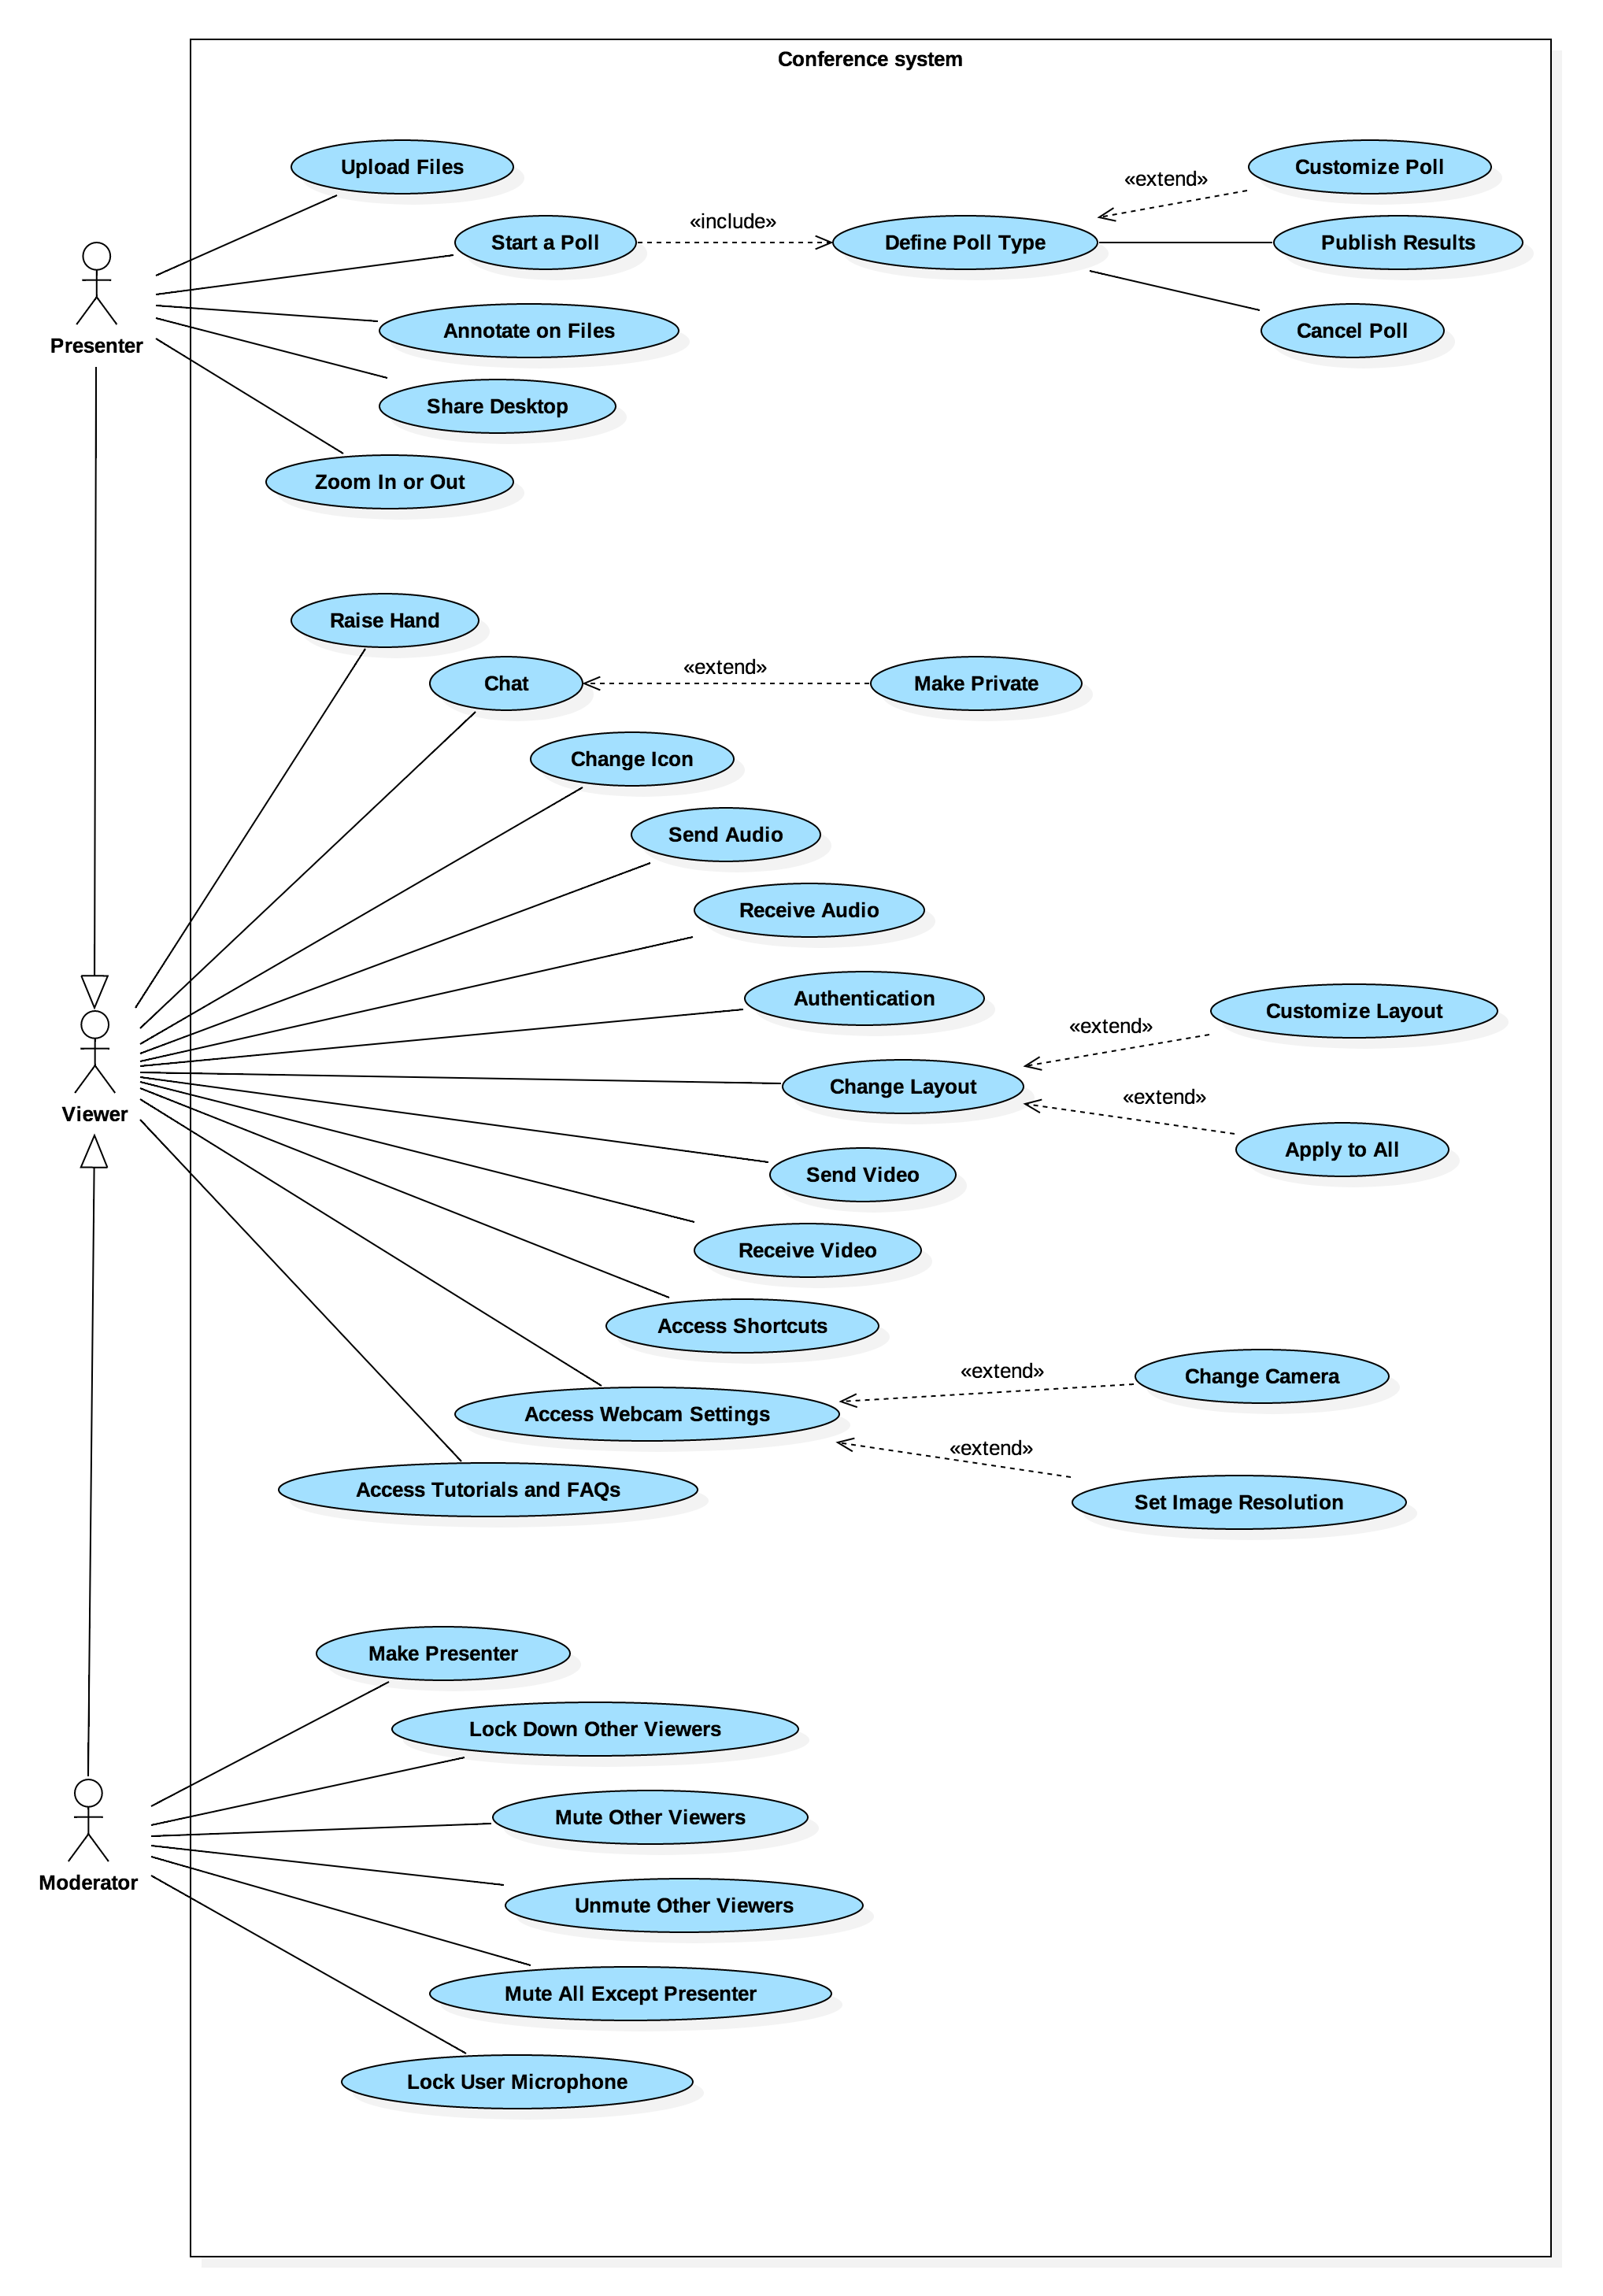 Conference system
Upload Files
Customize Poll
«extend»
Start a Poll
«include»
Define Poll Type
Publish Results
Annotate on Files
Cancel Poll
Presenter
Share Desktop
Zoom In or Out
Raise Hand
Chat
«extend»
Make Private
Change Icon
Send Audio
Receive Audio
Authentication
Customize Layout
«extend»
Change Layout
«extend»
Viewer
Apply to All
Send Video
Receive Video
Access Shortcuts
«extend»
Change Camera
Access Webcam Settings
«extend»
Access Tutorials and FAQs
Set Image Resolution
Make Presenter
Lock Down Other Viewers
Mute Other Viewers
Moderator
Unmute Other Viewers
Mute All Except Presenter
Lock User Microphone